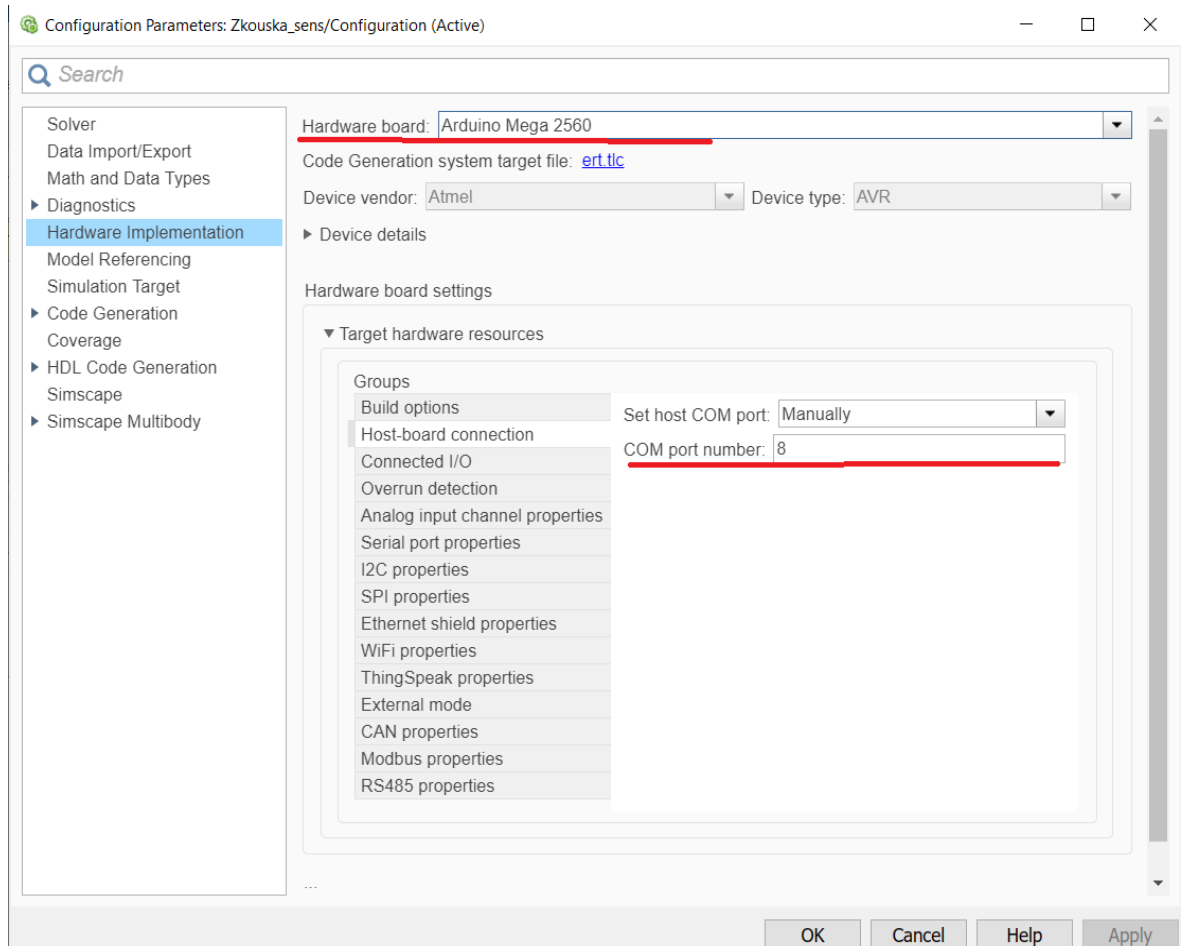 Configuration Parameters: Zkouska_sens/Configuration (Active)
Search
Solver
Data Import/Export
Math and Data Types
Diagnostics
Hardware Implementation
Model Referencing
Simulation Target
Code Generation
Coverage
HDL Code Generation
Simscape
Simscape Multibody
Hardware board: Arduino Mega 2560
Code Generation system target file: ert.tlc
Device vendor: Atmel Device type: AVR
Device details
Hardware board settings
Target hardware resources
Groups
Build options
Host-board connection
Connected I/O
Overrun detection
Analog input channel properties
Serial port properties
I2C properties
SPI properties
Ethernet shield properties
WiFi properties
ThingSpeak properties
External mode
CAN properties
Modbus properties
RS485 properties
Set host COM port: Manually
COM port number: 8
...
OK Cancel Help Apply